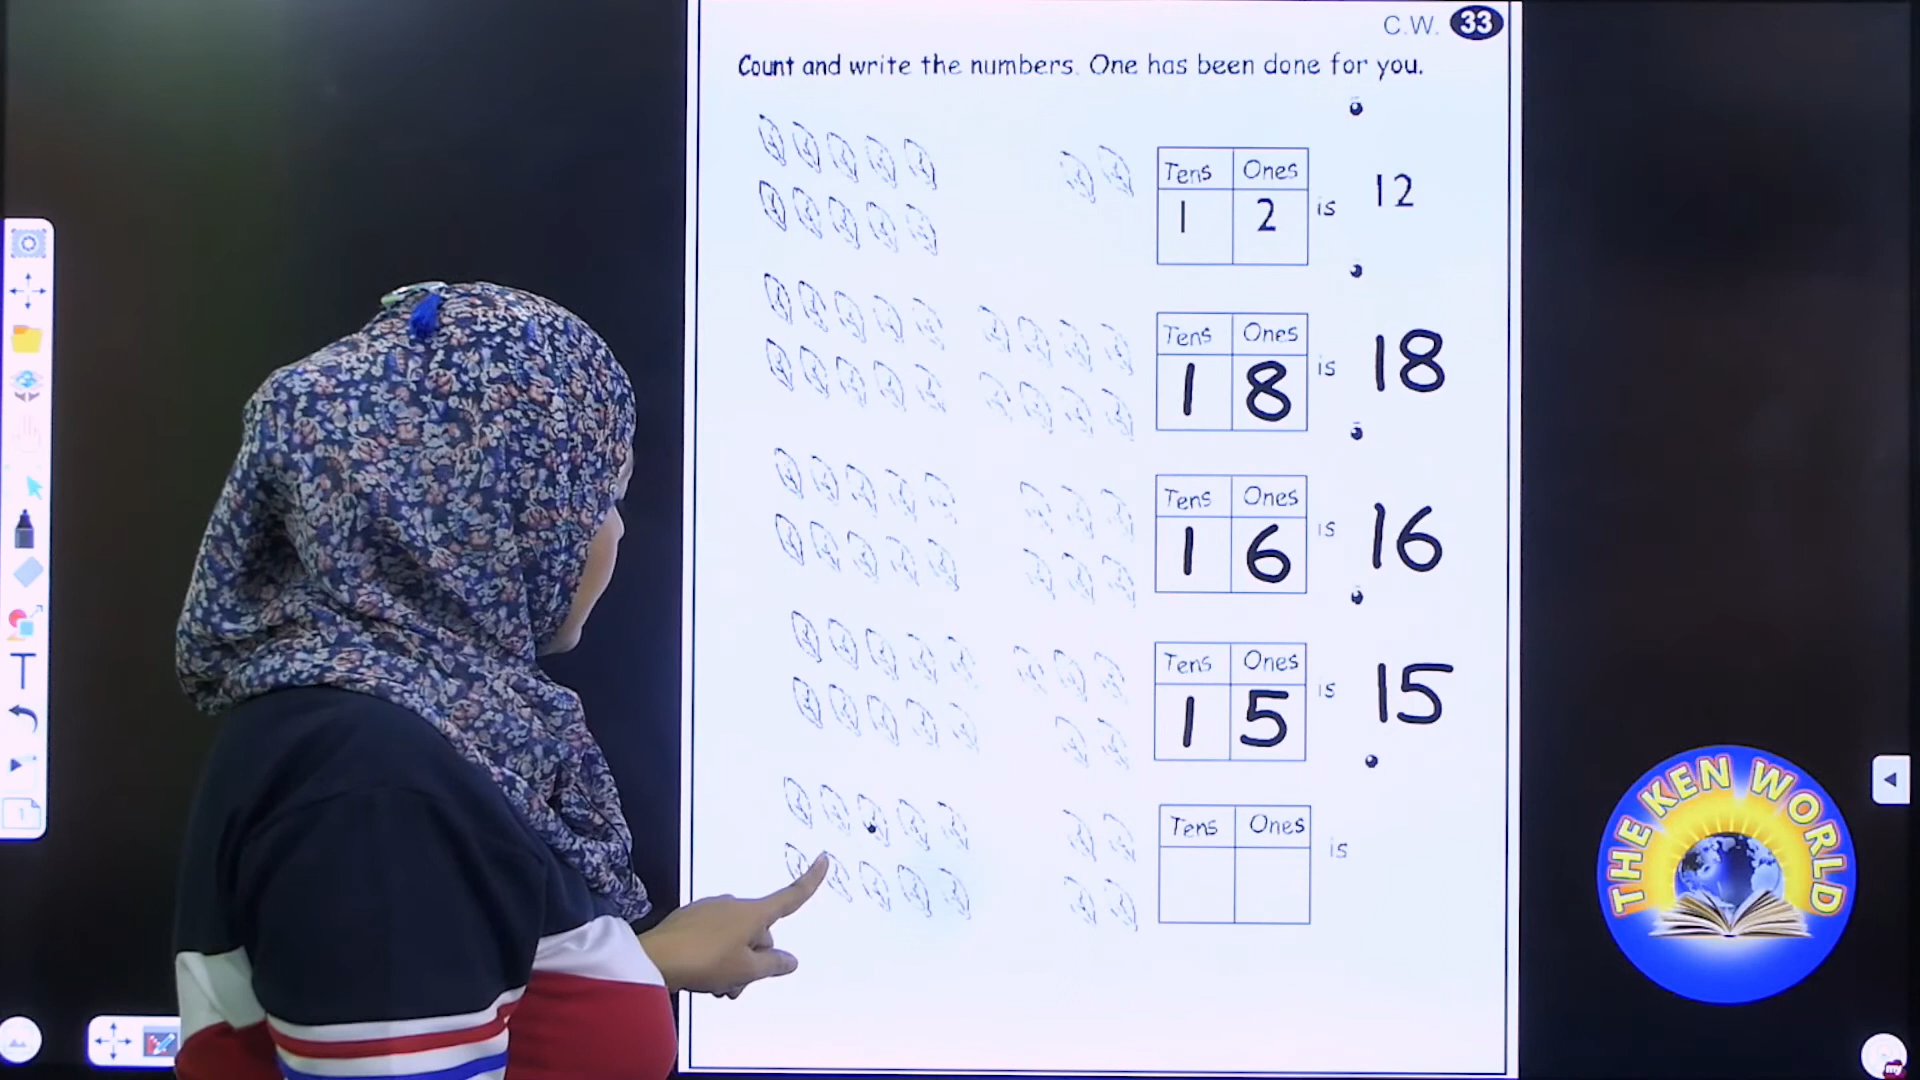 C.W. 33
Count and write the numbers. One has been done for you.
Tens Ones
1 2 is 12
Tens Ones
1 8 is 18
Tens Ones
1 6 is 16
Tens Ones
1 5 is 15
Tens Ones
is
THE KEN WORLD
T
1
my